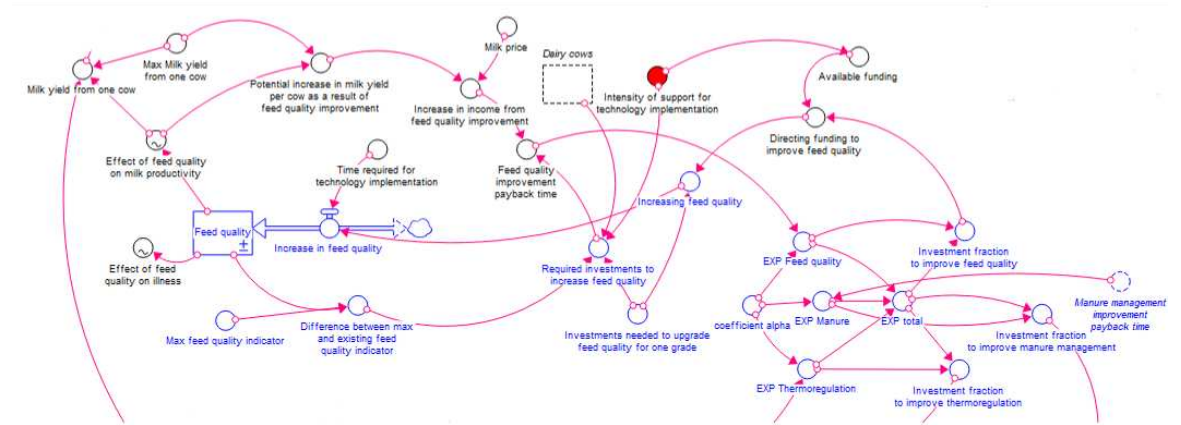 Max Milk yield
from one cow
Milk yield from one cow
Potential increase in milk yield
per cow as a result of
feed quality improvement
Milk price
Increase in income from
feed quality improvement
Dairy cows
Intensity of support for
technology implementation
Available funding
Directing funding to
improve feed quality
Effect of feed quality
on milk productivity
Time required for
technology implementation
Feed quality
improvement
payback time
Increasing feed quality
Feed quality
Increase in feed quality
Effect of feed
quality on illness
Required investments to
increase feed quality
EXP Feed quality
Investment fraction
to improve feed quality
Max feed quality indicator
Difference between max
and existing feed
quality indicator
Investments needed to upgrade
feed quality for one grade
coefficient alpha
EXP Manure
EXP total
Manure management
improvement
payback time
Investment fraction
to improve manure management
EXP Thermoregulation
Investment fraction
to improve thermoregulation